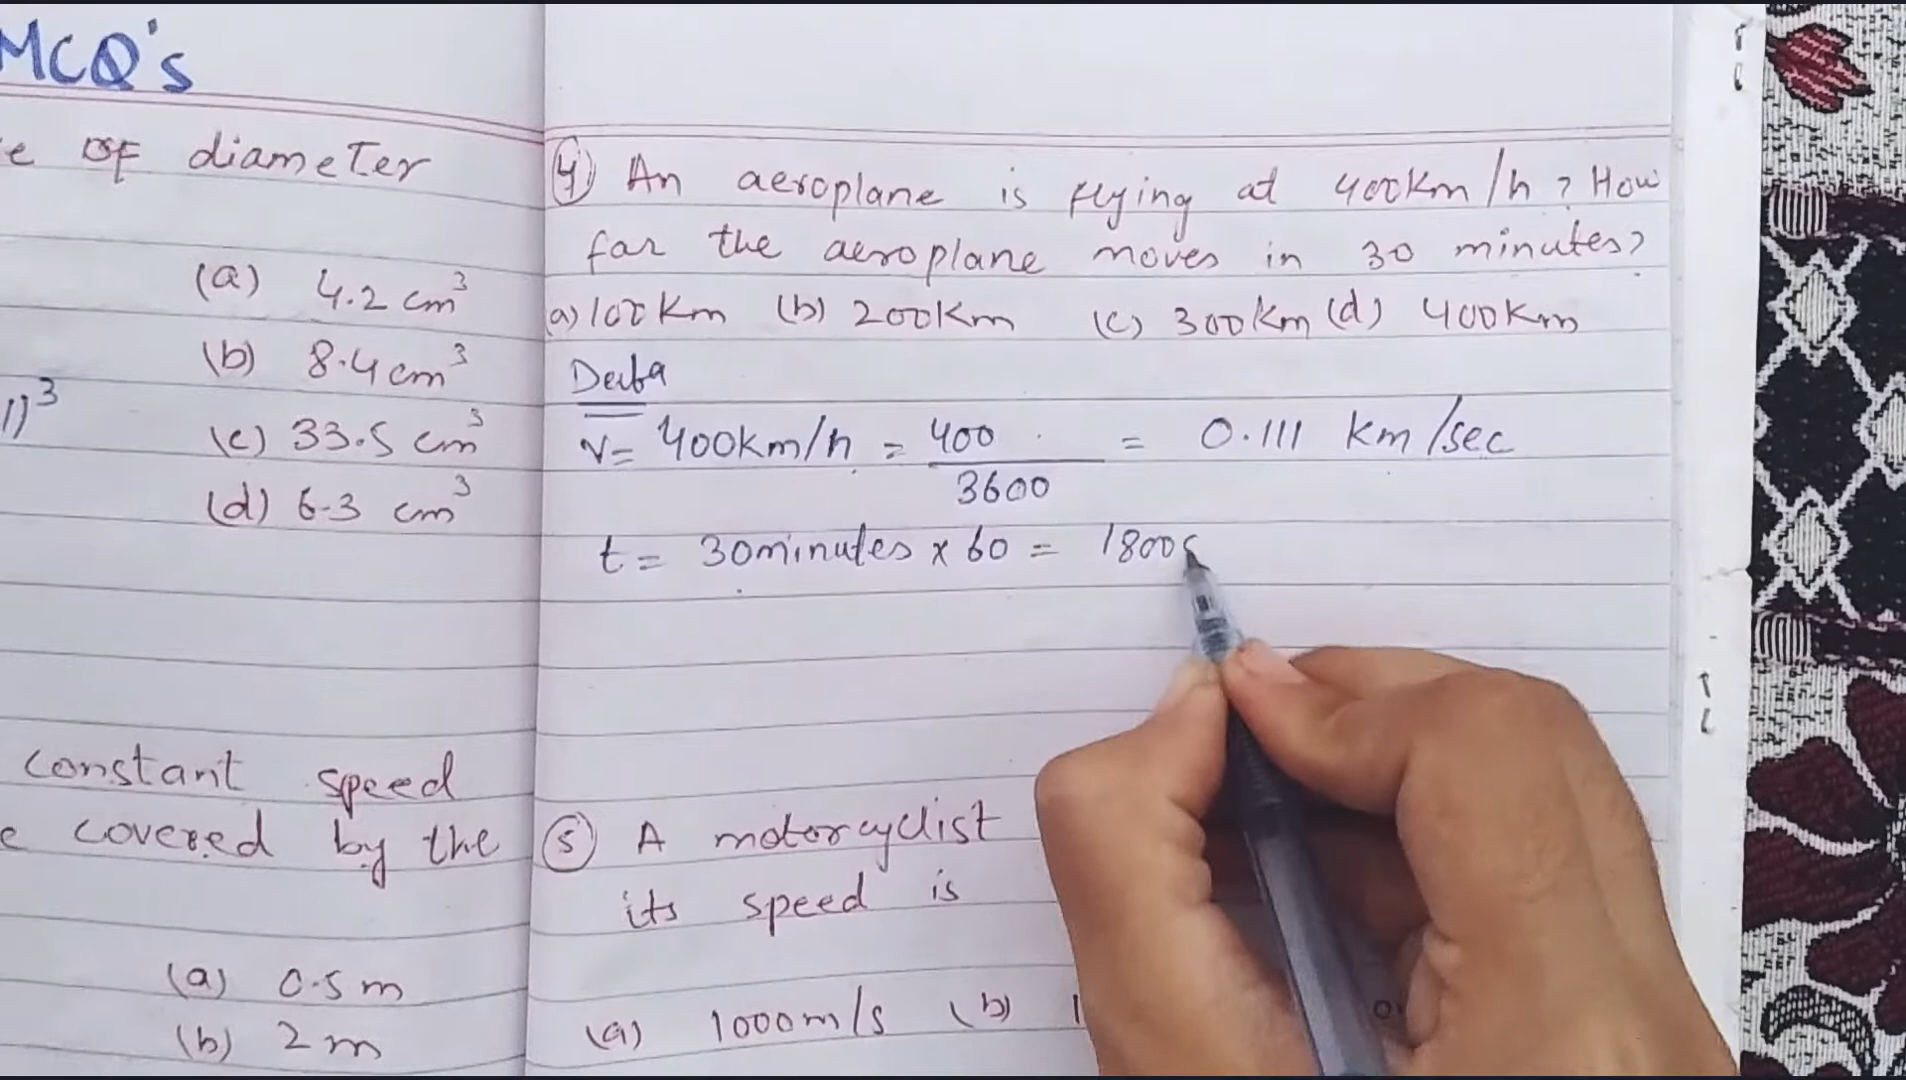 MCQ's
e of diameter
(a) 4.2 cm³
(b) 8.4 cm³
1)³
(c) 33.5 cm³
(d) 6.3 cm³
constant speed
e covered by the
(a) 0.5 m
(b) 2 m
4) An aeroplane is flying at 400km/h? How
far the aeroplane moves in 30 minutes?
(a) 100 Km (b) 200Km (c) 300km (d) 400Km
Data
v= 400km/h = 400/3600 = 0.111 km/sec
t = 30minutes x 60 = 1800s
5 A motorcyclist
its speed is
(a) 1000m/s (b) 1